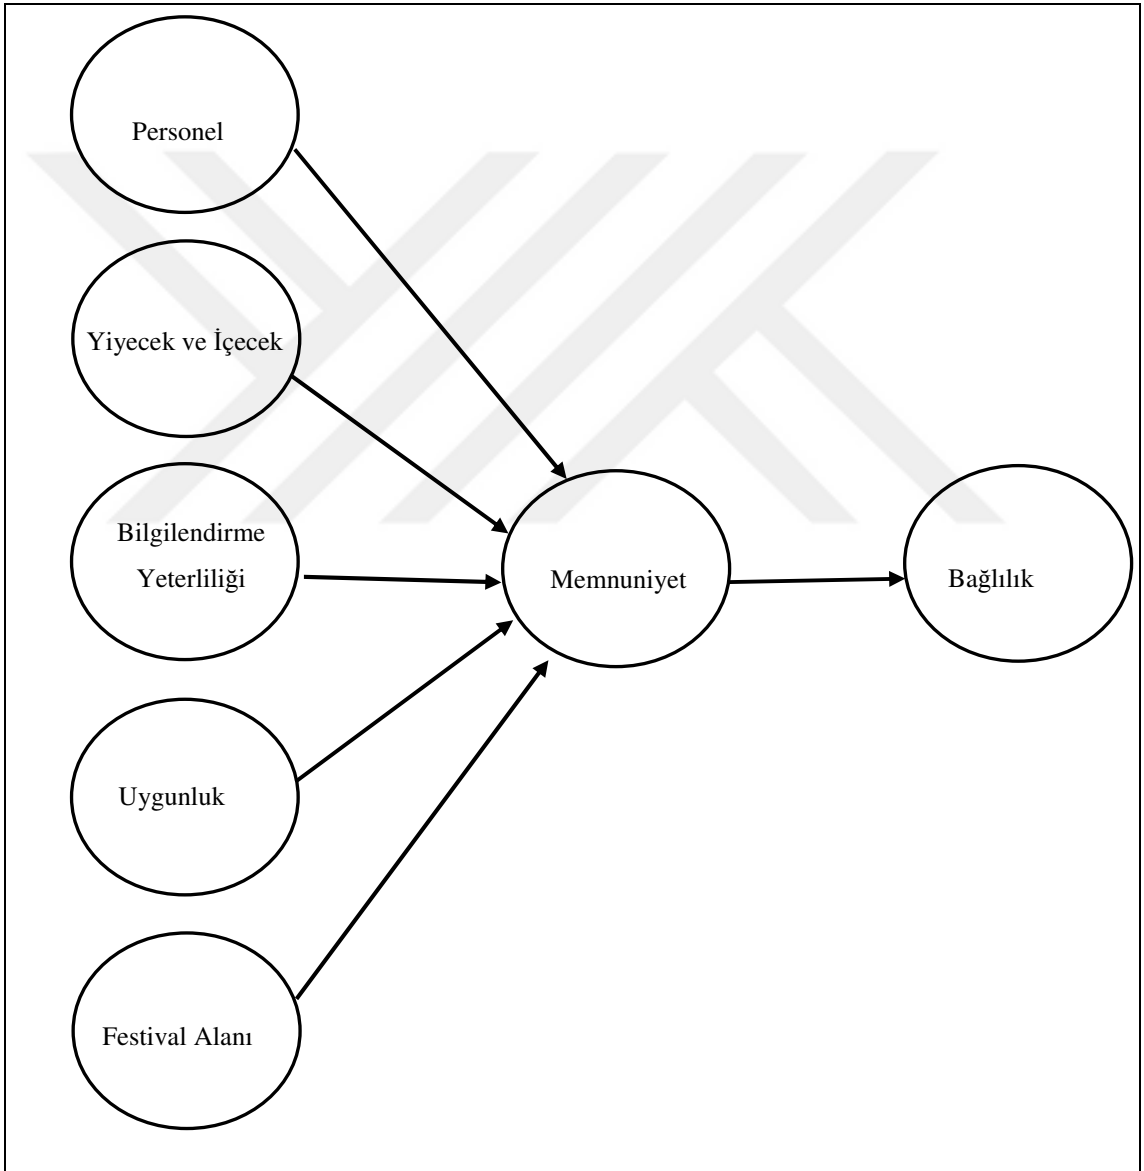 Personel
Yiyecek ve İçecek
Bilgilendirme
Yeterliliği
Uygunluk
Festival Alanı
Memnuniyet
Bağlılık